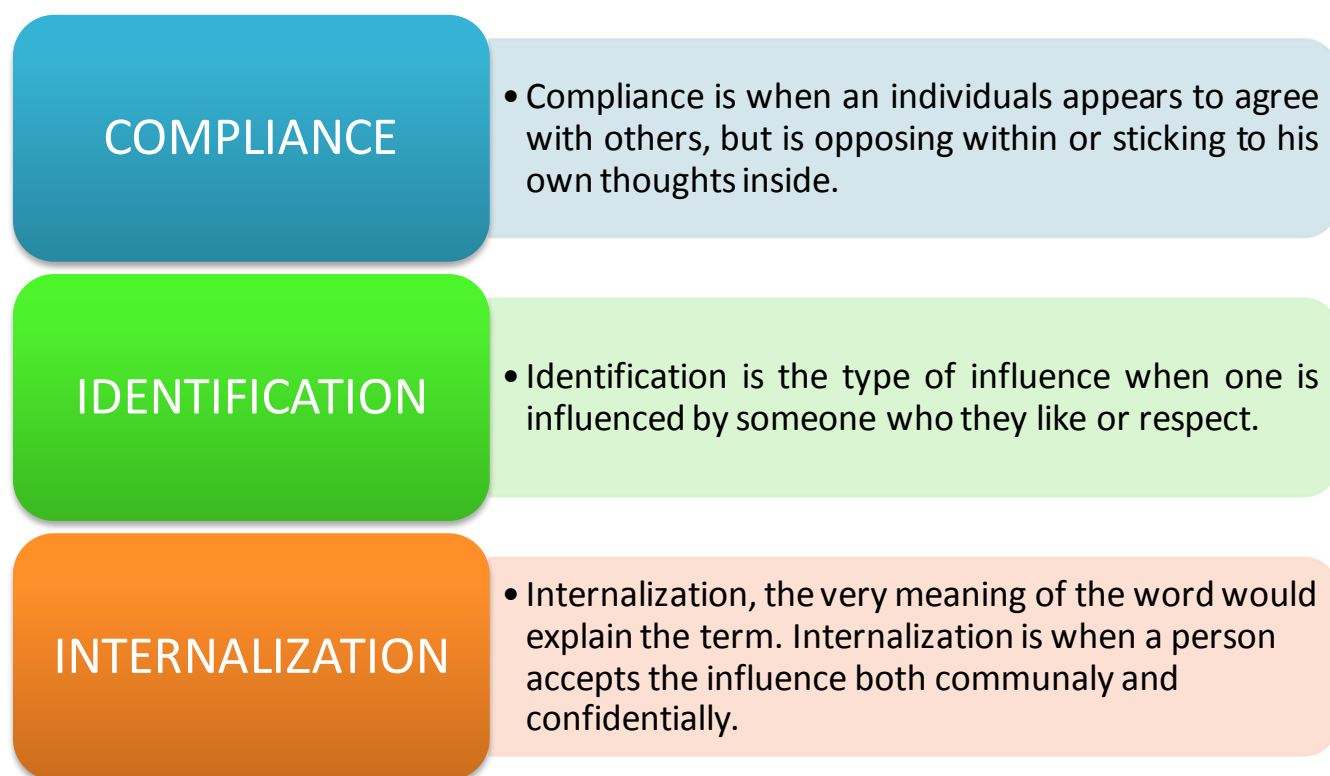 COMPLIANCE
• Compliance is when an individuals appears to agree
with others, but is opposing within or sticking to his
own thoughts inside.
IDENTIFICATION
• Identification is the type of influence when one is
influenced by someone who they like or respect.
INTERNALIZATION
• Internalization, the very meaning of the word would
explain the term. Internalization is when a person
accepts the influence both communaly and
confidentially.